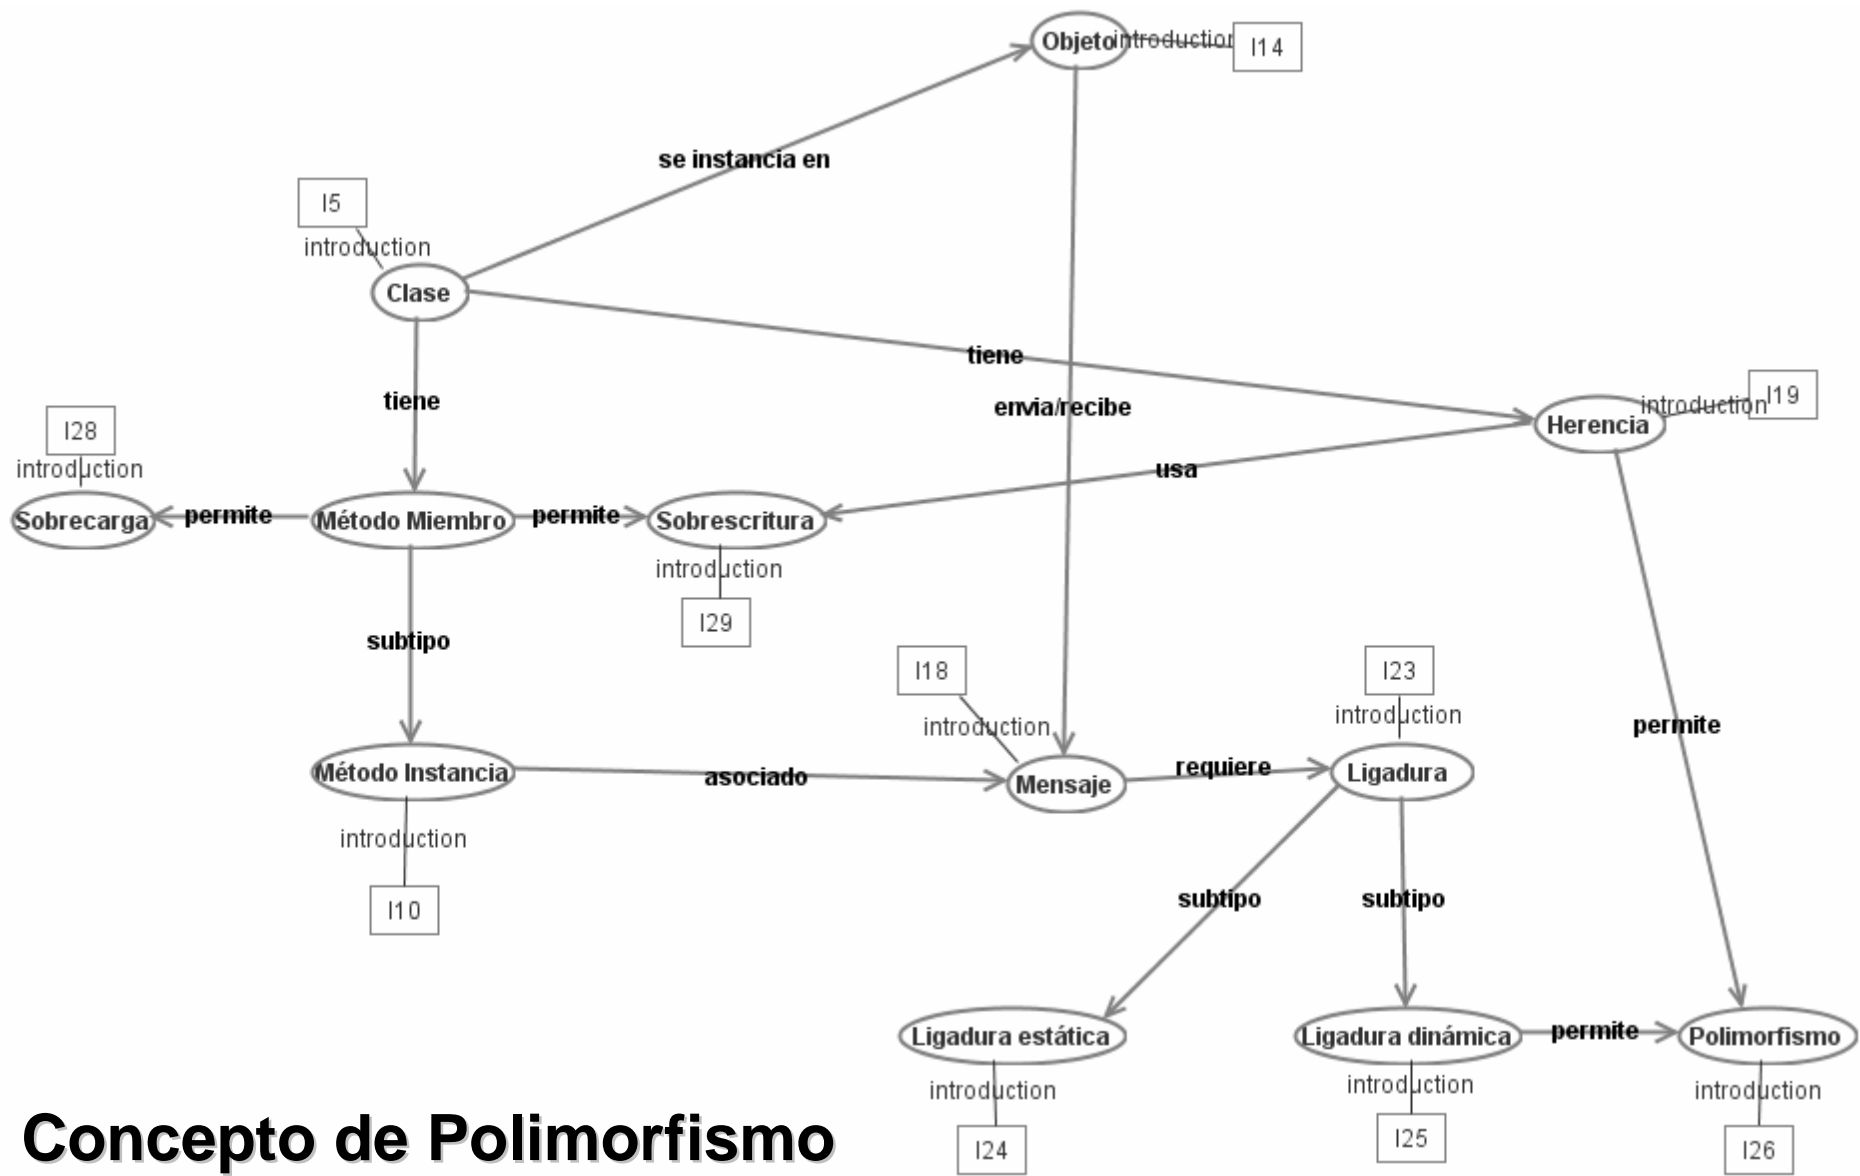 Objeto
introduction
I14
se instancia en
I5
introduction
Clase
tiene
tiene
envia/recibe
I19
introduction
Herencia
I28
introduction
usa
Sobrecarga
permite
Método Miembro
permite
Sobrescritura
introduction
I29
subtipo
I18
introduction
I23
introduction
permite
Método Instancia
asociado
Mensaje
requiere
Ligadura
introduction
I10
subtipo
subtipo
Ligadura estática
Ligadura dinámica
permite
Polimorfismo
introduction
introduction
introduction
I24
I25
I26
Concepto de Polimorfismo